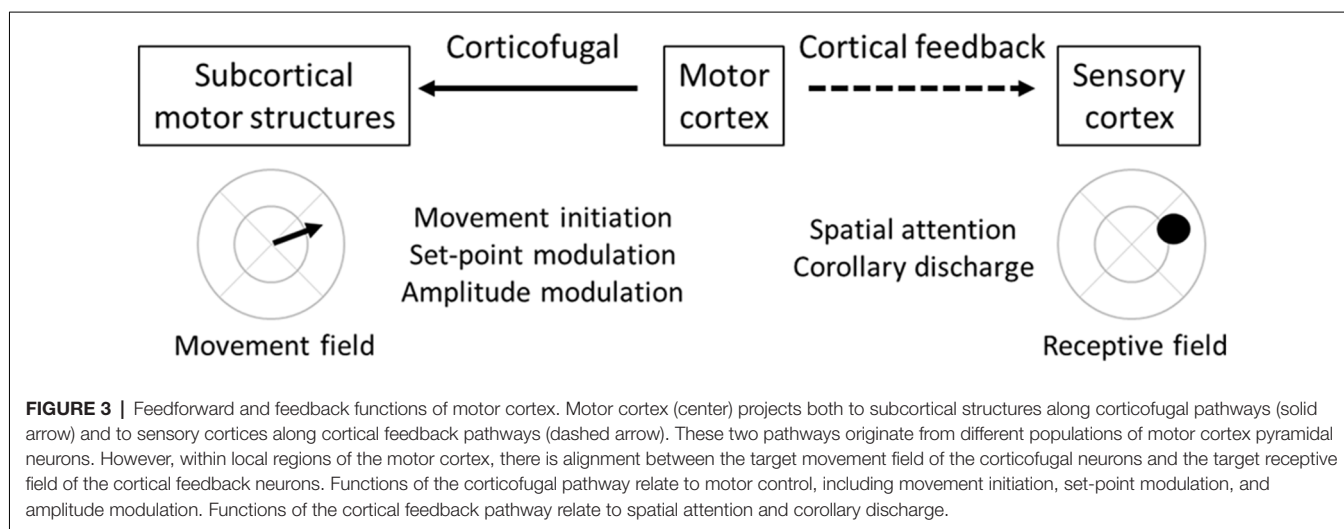 Corticofugal
Cortical feedback
Subcortical
motor structures
Motor
cortex
Sensory
cortex
Movement initiation
Set-point modulation
Amplitude modulation
Spatial attention
Corollary discharge
Movement field
Receptive field
FIGURE 3 | Feedforward and feedback functions of motor cortex. Motor cortex (center) projects both to subcortical structures along corticofugal pathways (solid
arrow) and to sensory cortices along cortical feedback pathways (dashed arrow). These two pathways originate from different populations of motor cortex pyramidal
neurons. However, within local regions of the motor cortex, there is alignment between the target movement field of the corticofugal neurons and the target receptive
field of the cortical feedback neurons. Functions of the corticofugal pathway relate to motor control, including movement initiation, set-point modulation, and
amplitude modulation. Functions of the cortical feedback pathway relate to spatial attention and corollary discharge.